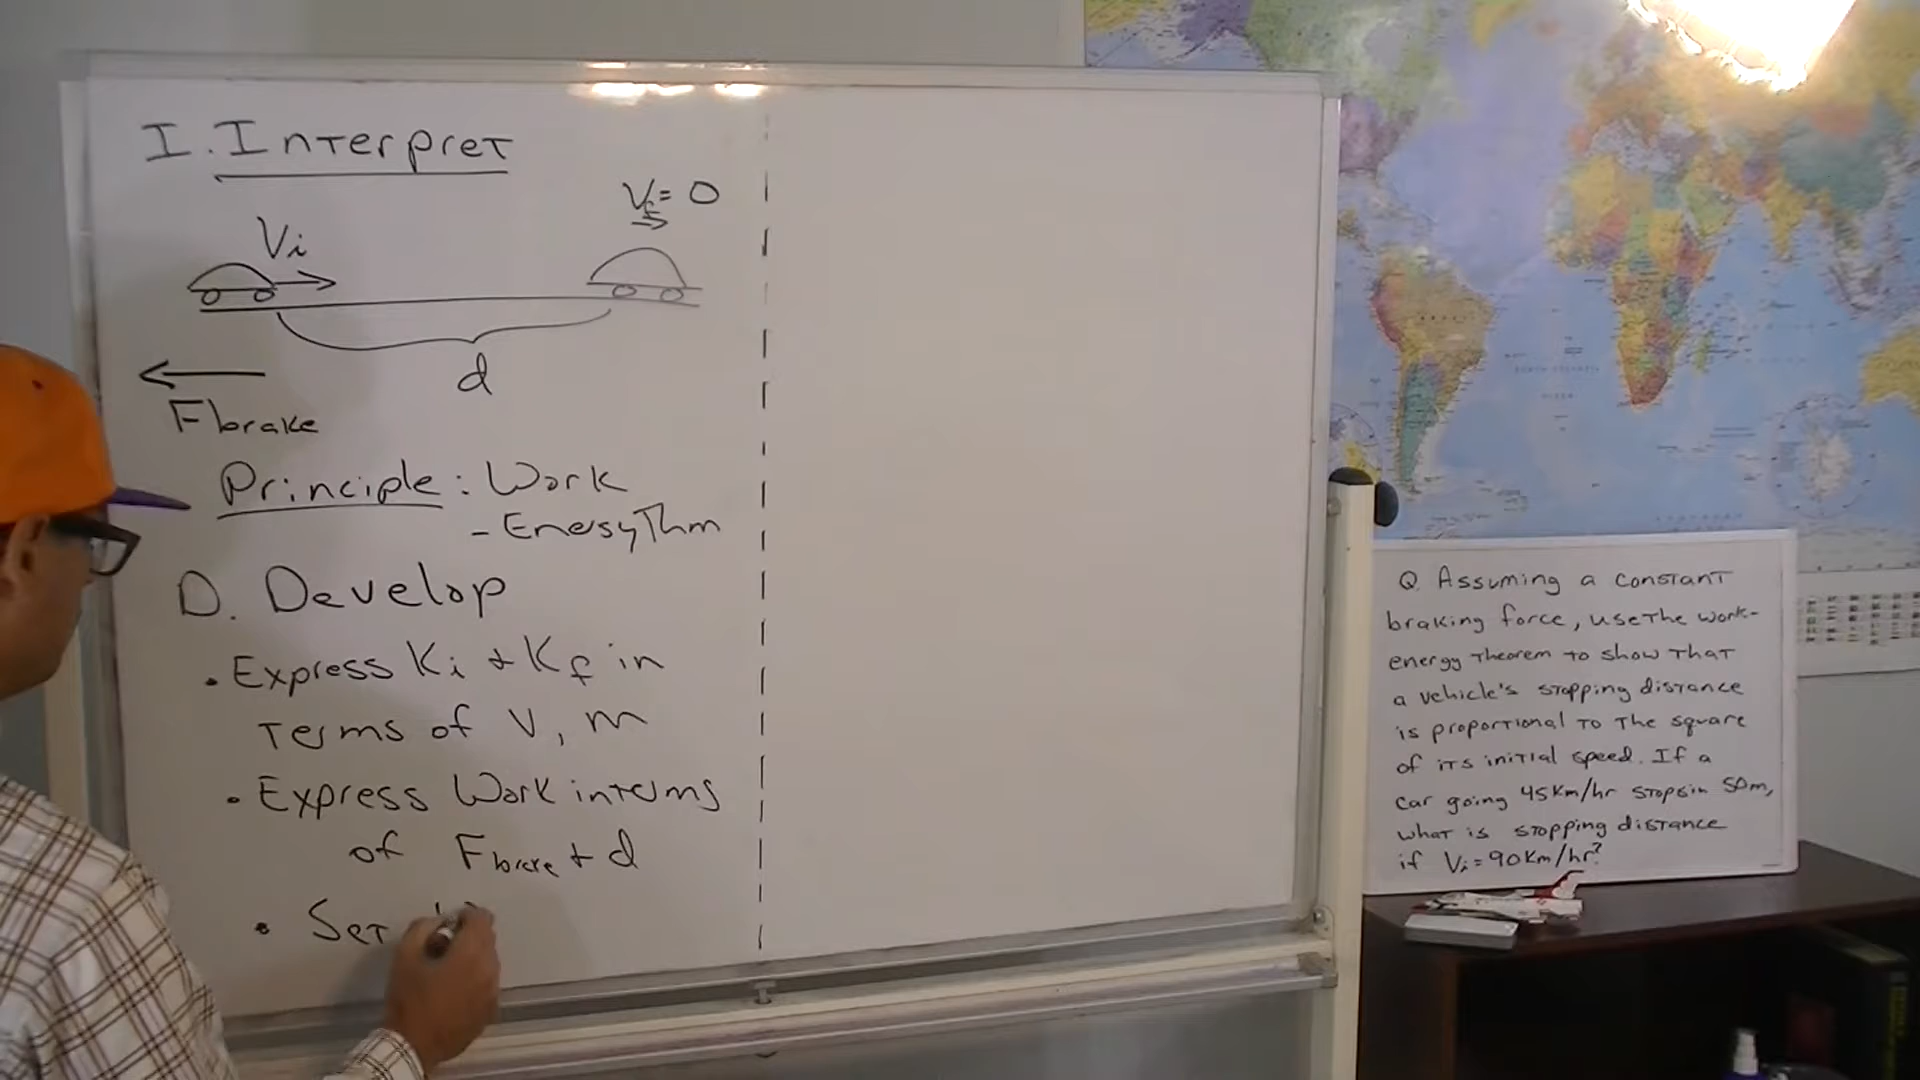 I. Interpret
Vf = 0
Vi
d
Fbrake
Principle: Work
- Energy Thm
D. Develop
• Express Ki + Kf in
terms of V, m
• Express Work in terms
of Fbrake + d
• Set
Q. Assuming a constant
braking force, use the work-
energy theorem to show that
a vehicle's stopping distance
is proportional to the square
of its initial speed. If a
car going 45 Km/hr stops in 50m,
what is stopping distance
if Vi = 90 Km/hr?